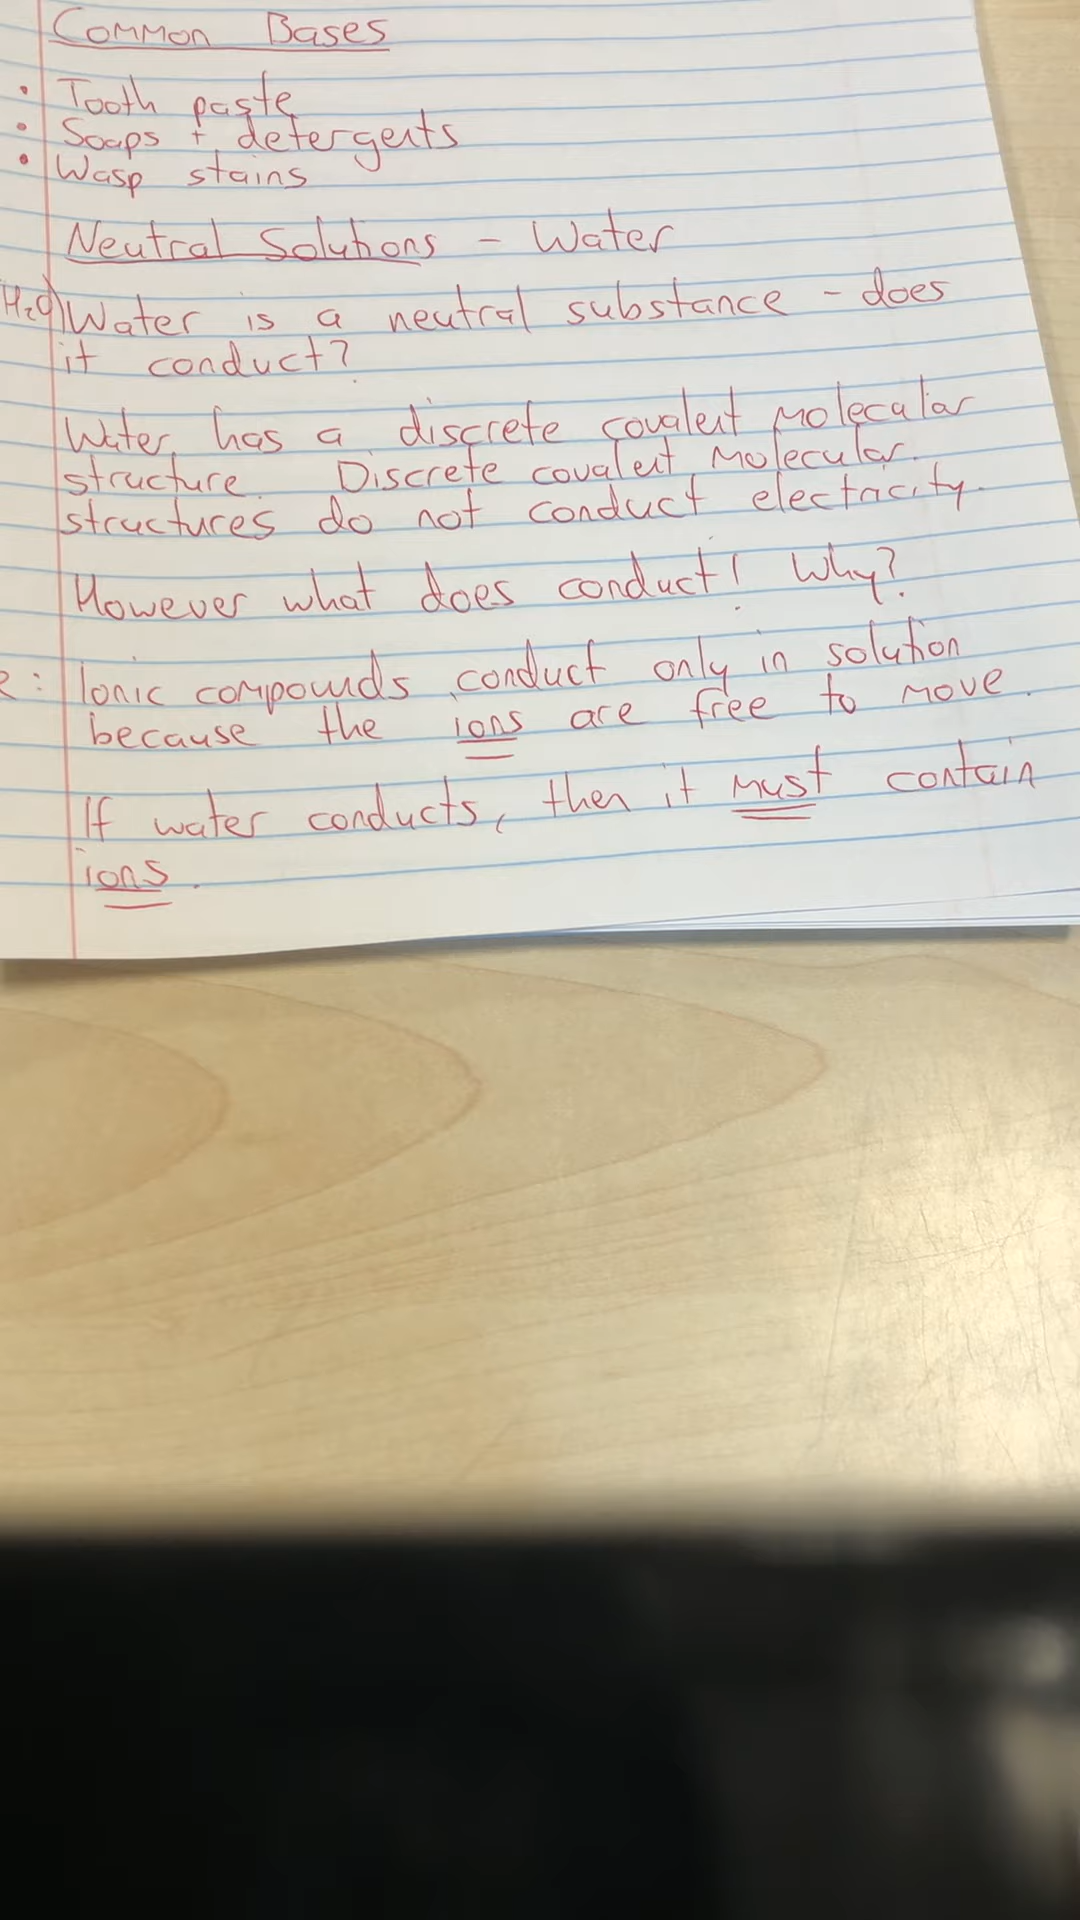 Common Bases
• Tooth paste
• Soaps + detergents
• Wasp stains
Neutral Solutions - Water
(H₂O) Water is a neutral substance - does
it conduct?
Water has a discrete covalent molecular
structure. Discrete covalent molecular
structures do not conduct electricity.
However what does conduct! Why?
: Ionic compounds conduct only in solution
because the ions are free to move.
If water conducts, then it must contain
ions.